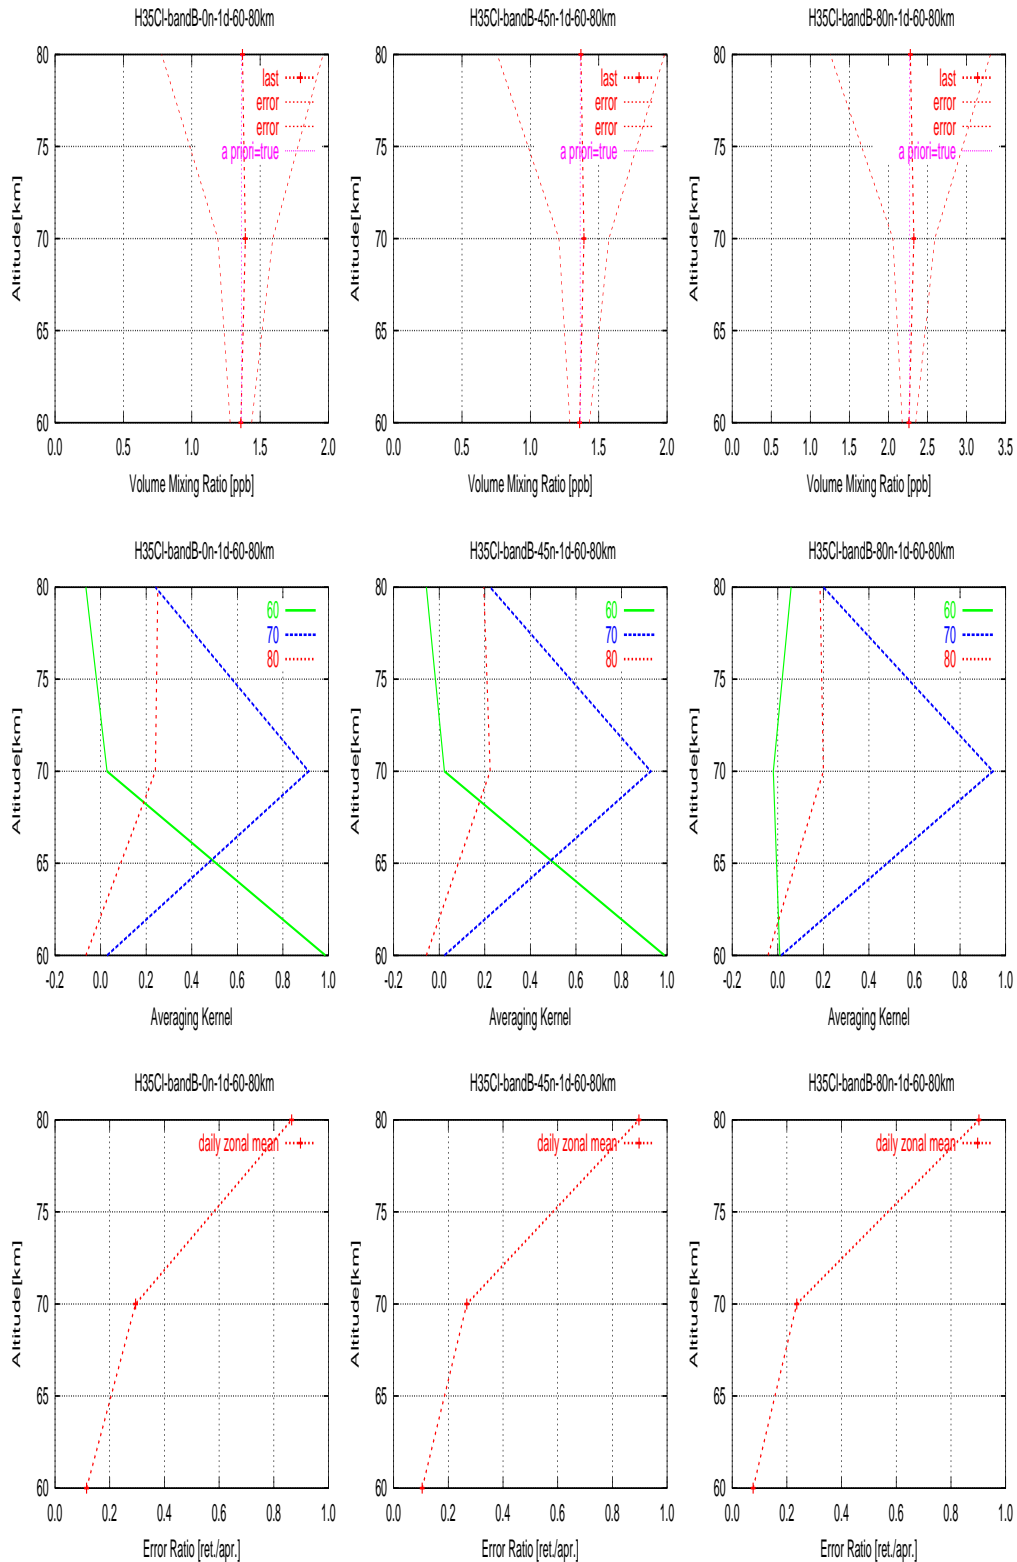 H35Cl-bandB-0n-1d-60-80km
H35Cl-bandB-45n-1d-60-80km
H35Cl-bandB-80n-1d-60-80km
80
75
70
65
60
Altitude[km]
last
error
error
a priori=true
0.0 0.5 1.0 1.5 2.0
Volume Mixing Ratio [ppb]
80
75
70
65
60
Altitude[km]
last
error
error
a priori=true
0.0 0.5 1.0 1.5 2.0
Volume Mixing Ratio [ppb]
80
75
70
65
60
Altitude[km]
last
error
error
a priori=true
0.0 0.5 1.0 1.5 2.0 2.5 3.0 3.5
Volume Mixing Ratio [ppb]
H35Cl-bandB-0n-1d-60-80km
H35Cl-bandB-45n-1d-60-80km
H35Cl-bandB-80n-1d-60-80km
80
75
70
65
60
Altitude[km]
60
70
80
-0.2 0.0 0.2 0.4 0.6 0.8 1.0
Averaging Kernel
80
75
70
65
60
Altitude[km]
60
70
80
-0.2 0.0 0.2 0.4 0.6 0.8 1.0
Averaging Kernel
80
75
70
65
60
Altitude[km]
60
70
80
-0.2 0.0 0.2 0.4 0.6 0.8 1.0
Averaging Kernel
H35Cl-bandB-0n-1d-60-80km
H35Cl-bandB-45n-1d-60-80km
H35Cl-bandB-80n-1d-60-80km
80
75
70
65
60
Altitude[km]
daily zonal mean
0.0 0.2 0.4 0.6 0.8 1.0
Error Ratio [ret./apr.]
80
75
70
65
60
Altitude[km]
daily zonal mean
0.0 0.2 0.4 0.6 0.8 1.0
Error Ratio [ret./apr.]
80
75
70
65
60
Altitude[km]
daily zonal mean
0.0 0.2 0.4 0.6 0.8 1.0
Error Ratio [ret./apr.]